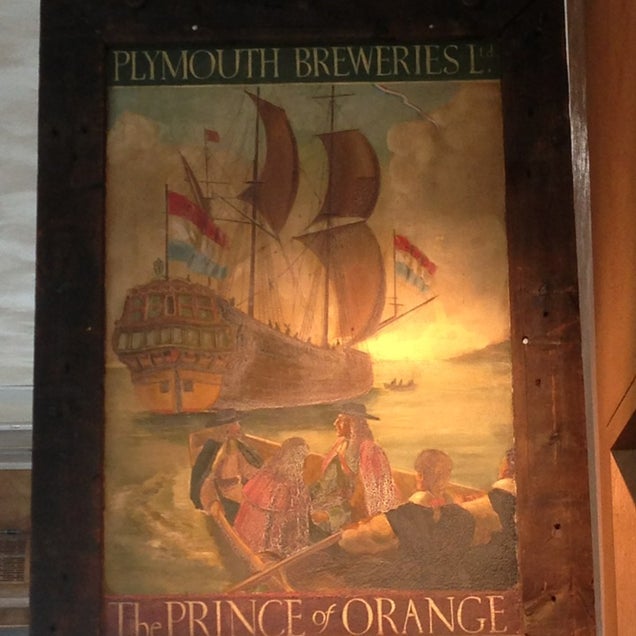 PLYMOUTH BREWERIES Ltd.
The PRINCE of ORANGE